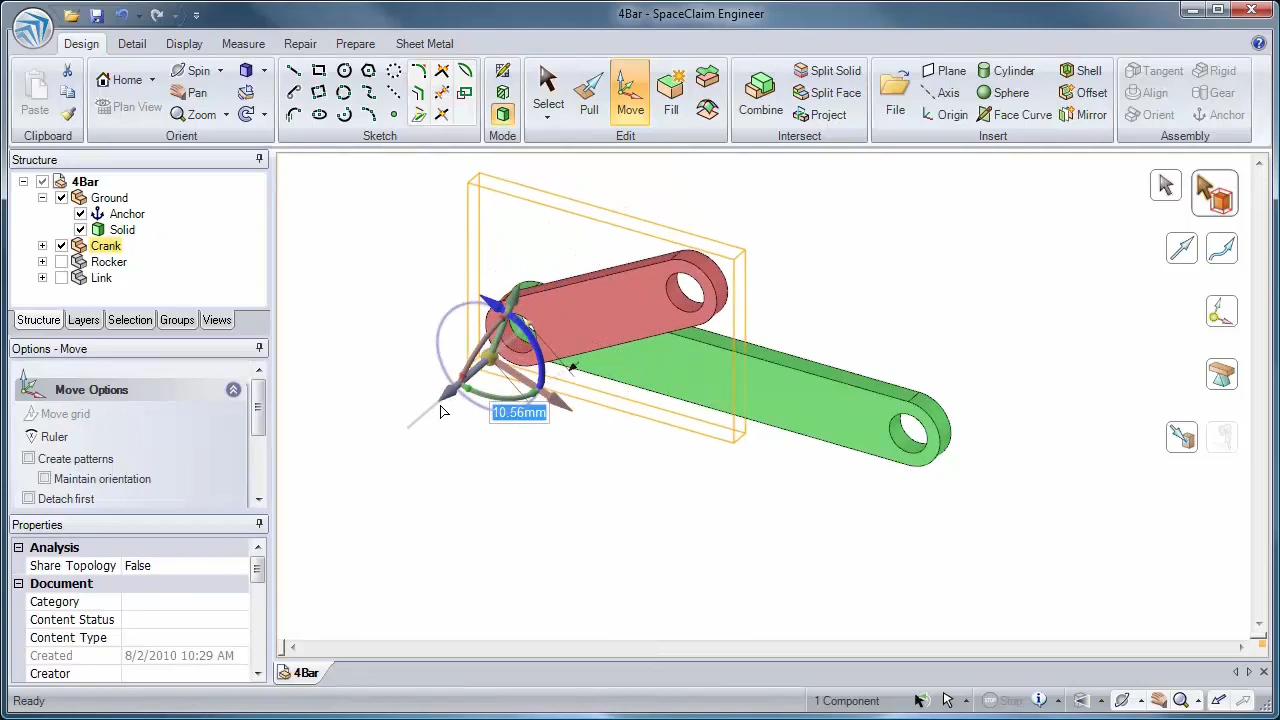 4Bar - SpaceClaim Engineer
Design Detail Display Measure Repair Prepare Sheet Metal
Paste
Clipboard
Home
Plan View
Spin
Pan
Zoom
Orient
Sketch
Mode
Select
Pull
Move
Fill
Edit
Combine
Split Solid
Split Face
Project
Intersect
File
Plane
Axis
Origin
Cylinder
Sphere
Face Curve
Shell
Offset
Mirror
Insert
Tangent
Align
Orient
Rigid
Gear
Anchor
Assembly
Structure
4Bar
Ground
Anchor
Solid
Crank
Rocker
Link
Structure Layers Selection Groups Views
Options - Move
Move Options
Move grid
Ruler
Create patterns
Maintain orientation
Detach first
Properties
Analysis
Share Topology False
Document
Category
Content Status
Content Type
Created 8/2/2010 10:29 AM
Creator
10.56mm
4Bar
Ready
1 Component
Stop